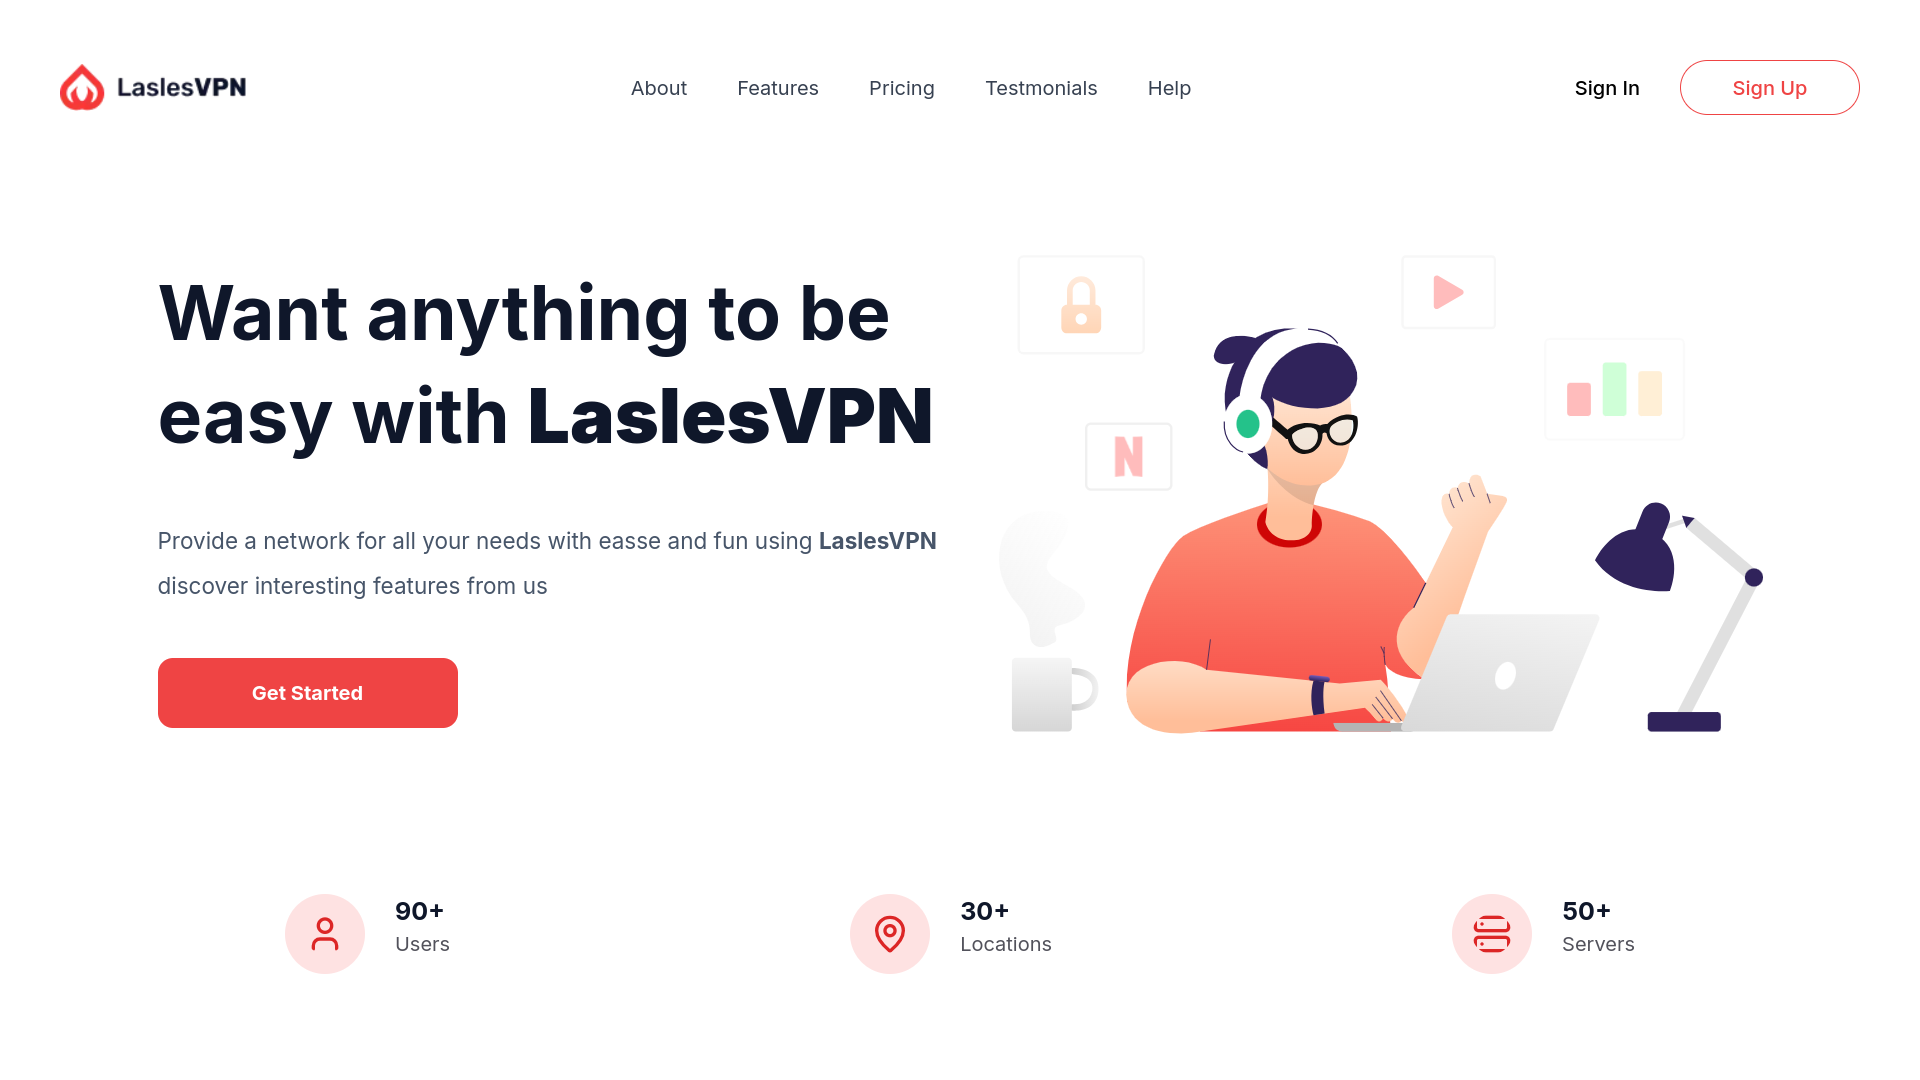 LaslesVPN
About Features Pricing Testmonials Help
Sign In Sign Up
Want anything to be
easy with LaslesVPN
Provide a network for all your needs with easse and fun using LaslesVPN
discover interesting features from us
Get Started
N
90+
Users
30+
Locations
50+
Servers